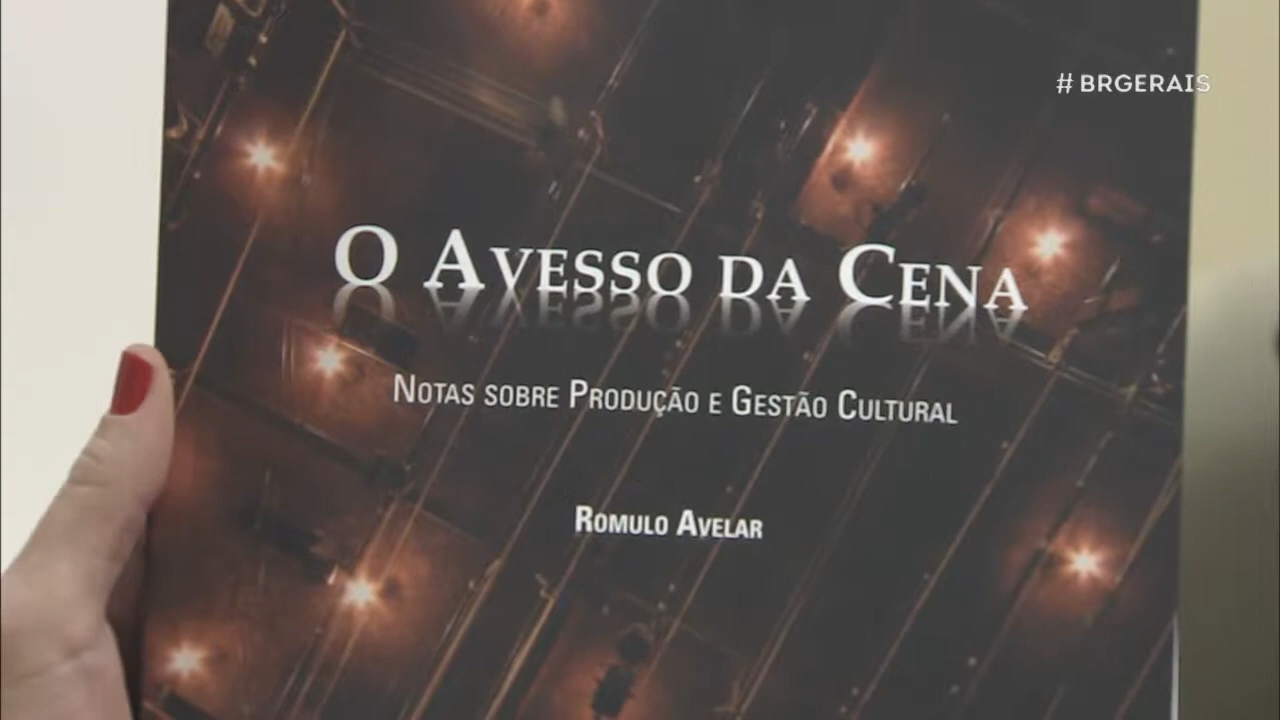 # BRGERAIS
O AVESSO DA CENA
NOTAS SOBRE PRODUÇÃO E GESTÃO CULTURAL
ROMULO AVELAR